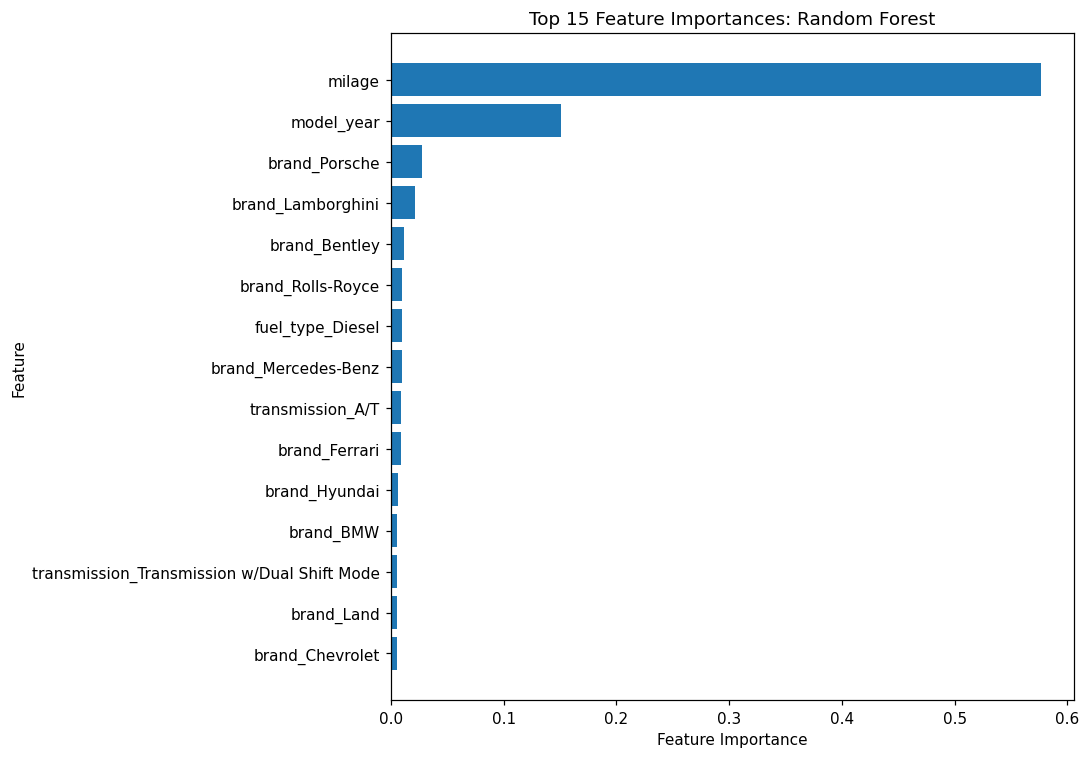 Top 15 Feature Importances: Random Forest
milage
model_year
brand_Porsche
brand_Lamborghini
brand_Bentley
brand_Rolls-Royce
fuel_type_Diesel
brand_Mercedes-Benz
transmission_A/T
brand_Ferrari
brand_Hyundai
brand_BMW
transmission_Transmission w/Dual Shift Mode
brand_Land
brand_Chevrolet
Feature
0.0 0.1 0.2 0.3 0.4 0.5 0.6
Feature Importance